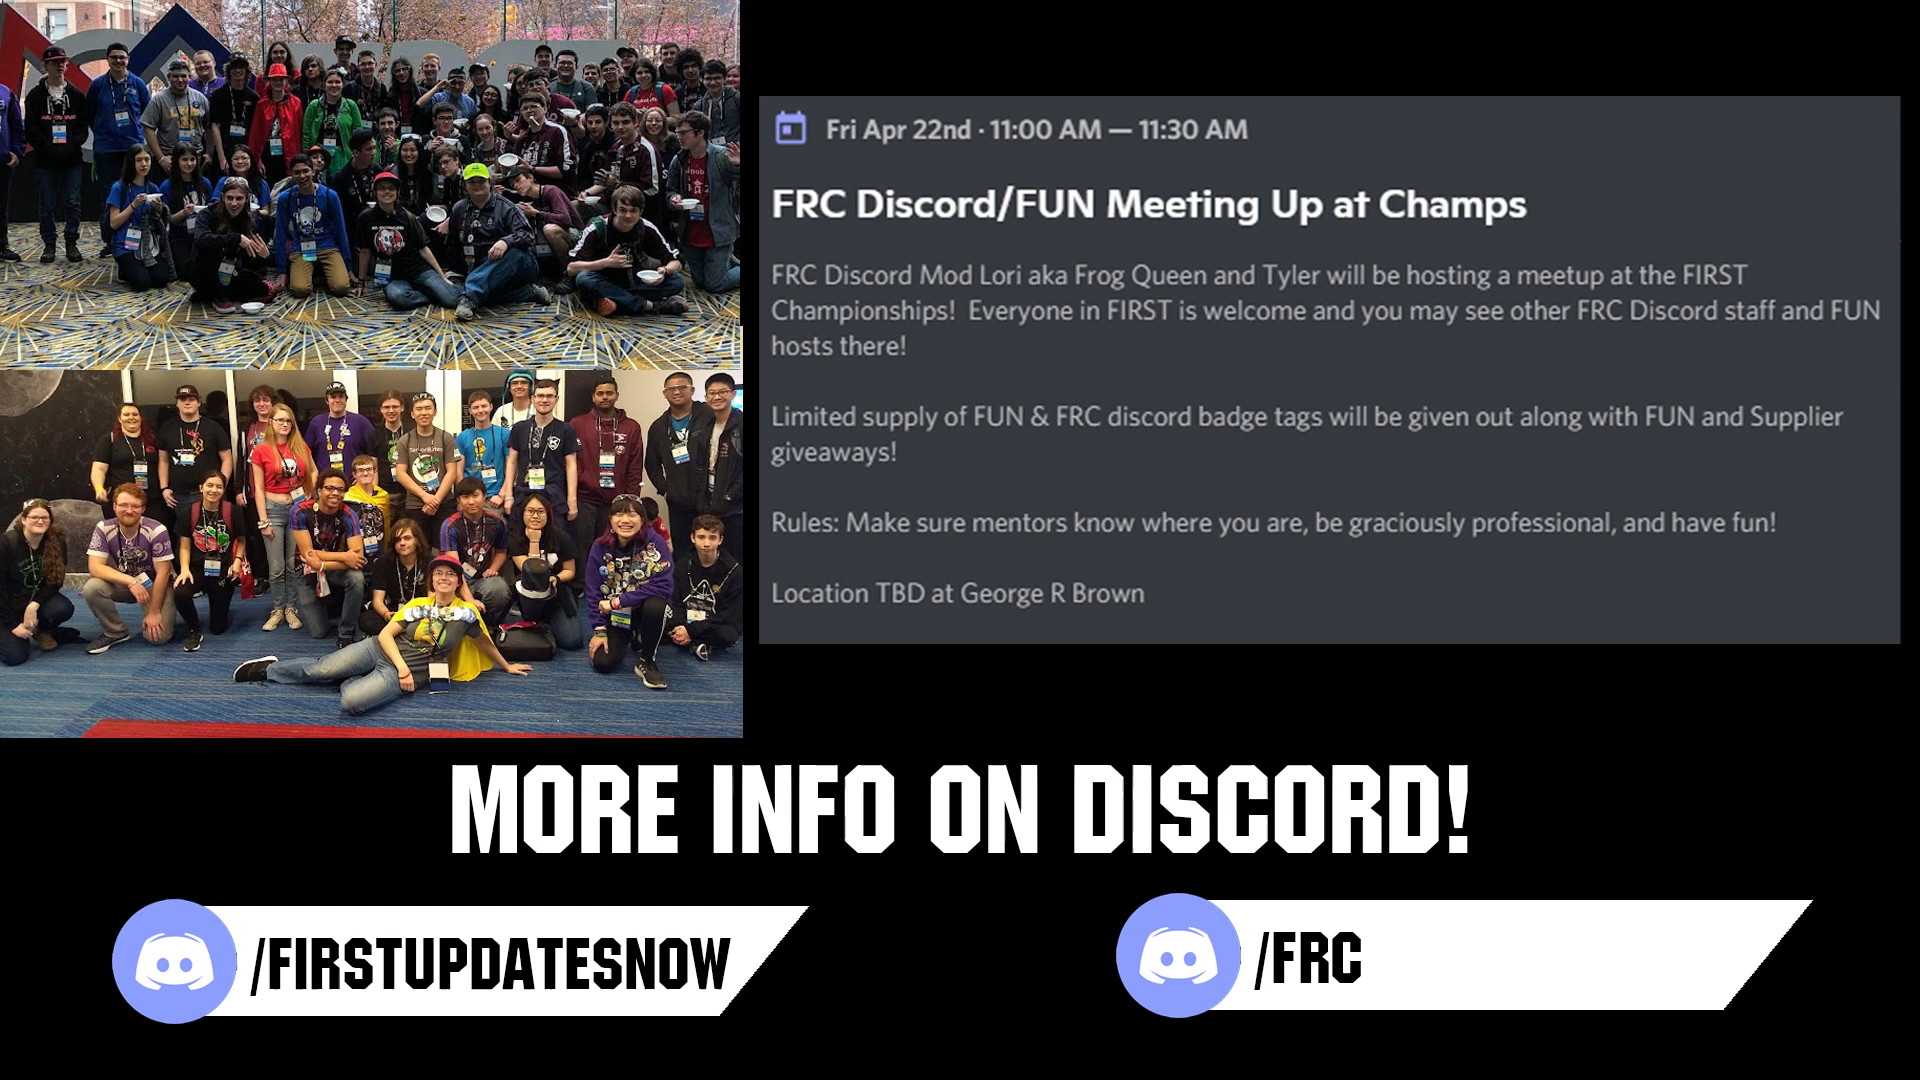 Fri Apr 22nd · 11:00 AM — 11:30 AM
FRC Discord/FUN Meeting Up at Champs
FRC Discord Mod Lori aka Frog Queen and Tyler will be hosting a meetup at the FIRST
Championships!  Everyone in FIRST is welcome and you may see other FRC Discord staff and FUN
hosts there!
Limited supply of FUN & FRC discord badge tags will be given out along with FUN and Supplier
giveaways!
Rules: Make sure mentors know where you are, be graciously professional, and have fun!
Location TBD at George R Brown
MORE INFO ON DISCORD!
/FIRSTUPDATESNOW
/FRC